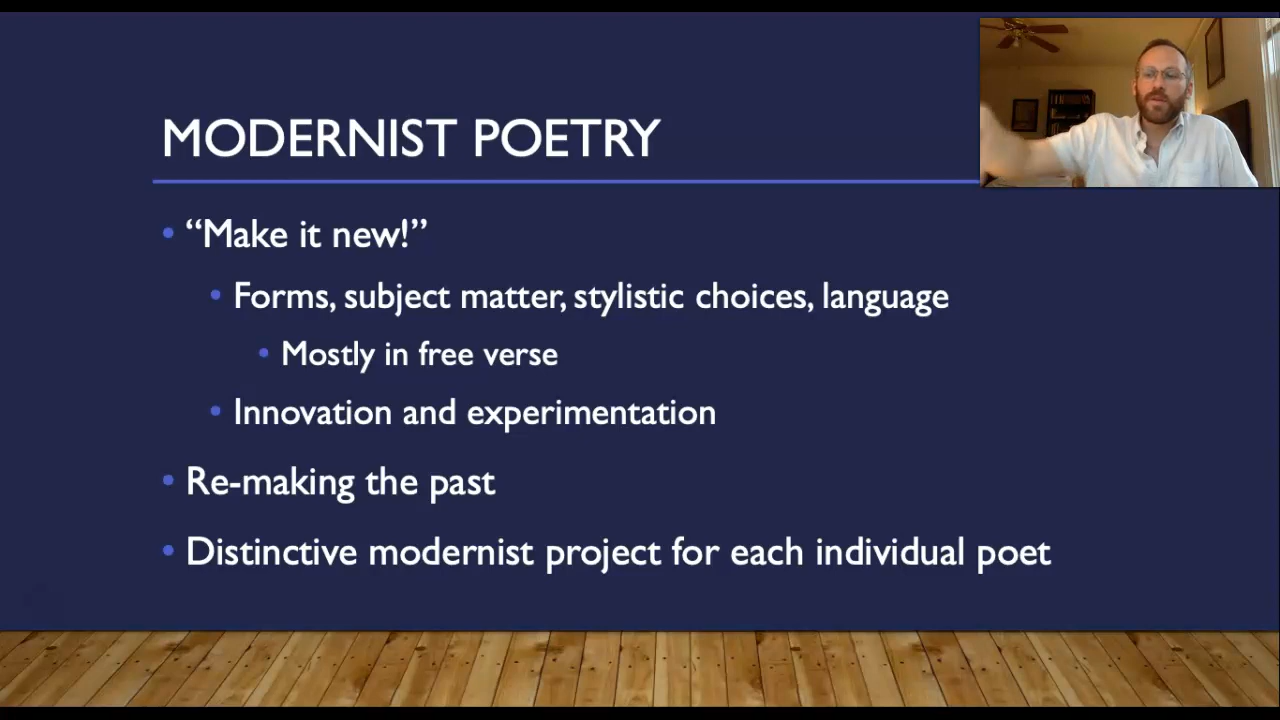 MODERNIST POETRY
“Make it new!”
Forms, subject matter, stylistic choices, language
Mostly in free verse
Innovation and experimentation
Re-making the past
Distinctive modernist project for each individual poet